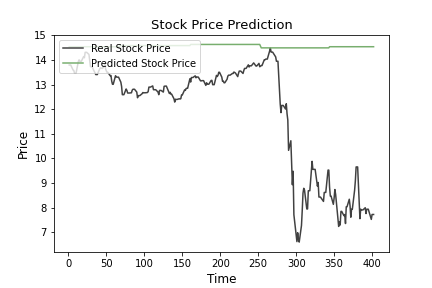 Stock Price Prediction
15
14
13
12
11
10
9
8
7
Price
Real Stock Price
Predicted Stock Price
0 50 100 150 200 250 300 350 400
Time